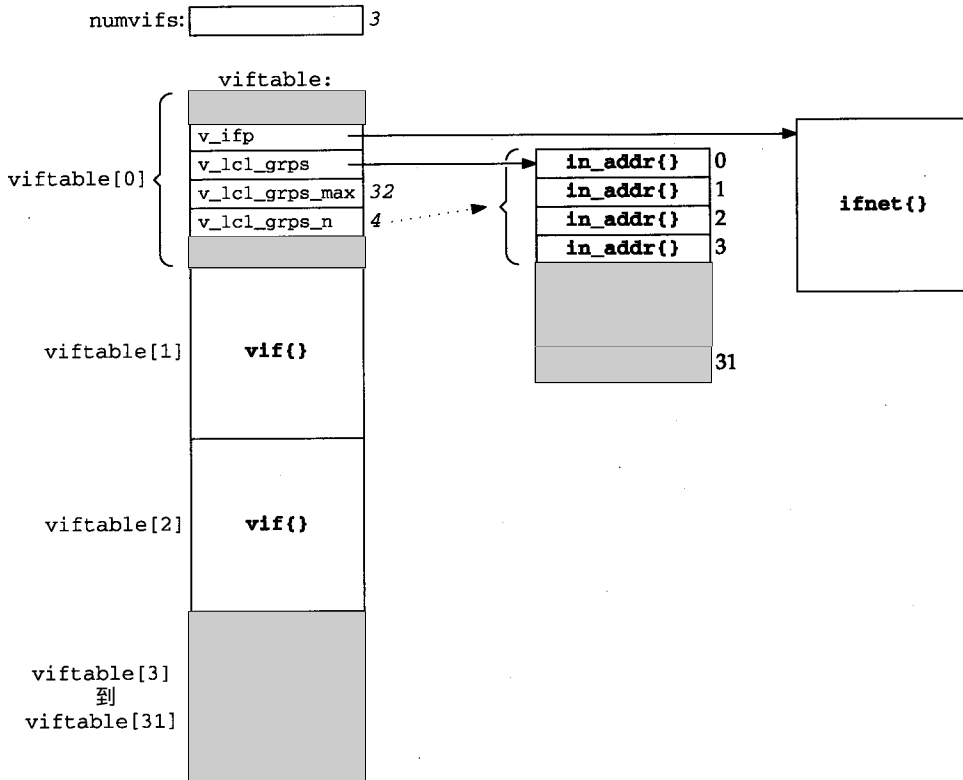 numvifs: 3
viftable:
viftable[0]
v_ifp
v_lcl_grps
v_lcl_grps_max 32
v_lcl_grps_n 4
in_addr{} 0
in_addr{} 1
in_addr{} 2
in_addr{} 3
31
ifnet{}
viftable[1] vif{}
viftable[2] vif{}
viftable[3]
到
viftable[31]